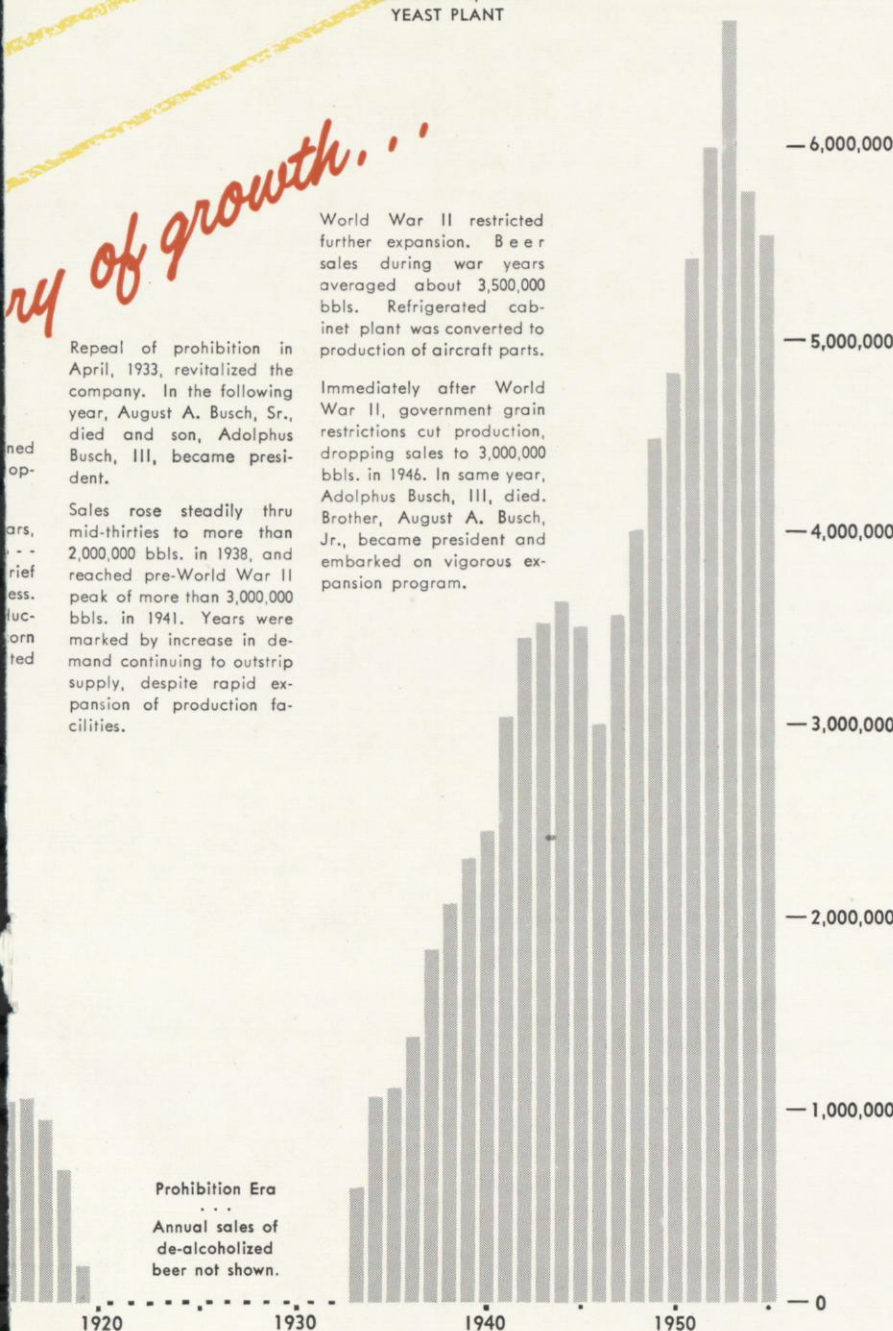 YEAST PLANT
ry of growth...
ned
op-
ars,
rief
ess.
luc-
orn
ted
Repeal of prohibition in
April, 1933, revitalized the
company. In the following
year, August A. Busch, Sr.,
died and son, Adolphus
Busch, III, became presi-
dent.
Sales rose steadily thru
mid-thirties to more than
2,000,000 bbls. in 1938, and
reached pre-World War II
peak of more than 3,000,000
bbls. in 1941. Years were
marked by increase in de-
mand continuing to outstrip
supply, despite rapid ex-
pansion of production fa-
cilities.
World War II restricted
further expansion. Beer
sales during war years
averaged about 3,500,000
bbls. Refrigerated cab-
inet plant was converted to
production of aircraft parts.
Immediately after World
War II, government grain
restrictions cut production,
dropping sales to 3,000,000
bbls. in 1946. In same year,
Adolphus Busch, III, died.
Brother, August A. Busch,
Jr., became president and
embarked on vigorous ex-
pansion program.
6,000,000
5,000,000
4,000,000
3,000,000
2,000,000
1,000,000
0
Prohibition Era
. . .
Annual sales of
de-alcoholized
beer not shown.
1920
1930
1940
1950